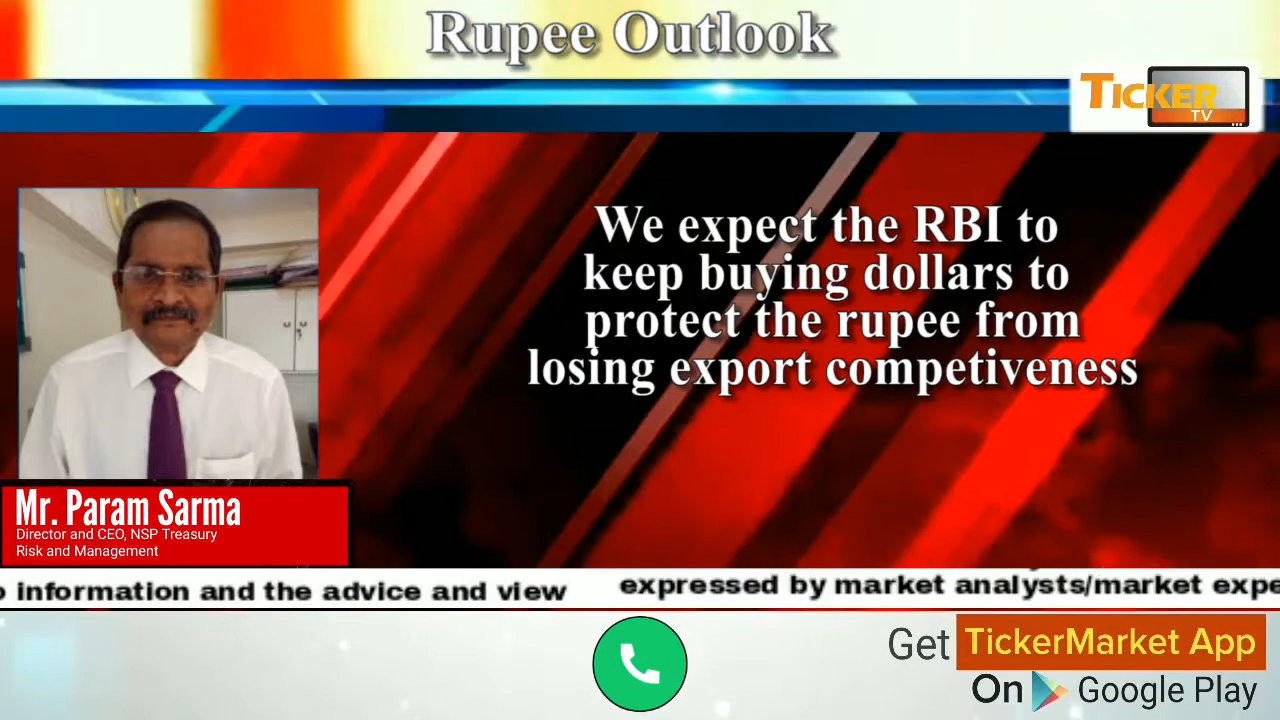 Rupee Outlook
TICKER
TV
We expect the RBI to
keep buying dollars to
protect the rupee from
losing export competiveness
Mr. Param Sarma
Director and CEO, NSP Treasury
Risk and Management
information and the advice and view
expressed by market analysts/market expe
Get TickerMarket App
On Google Play